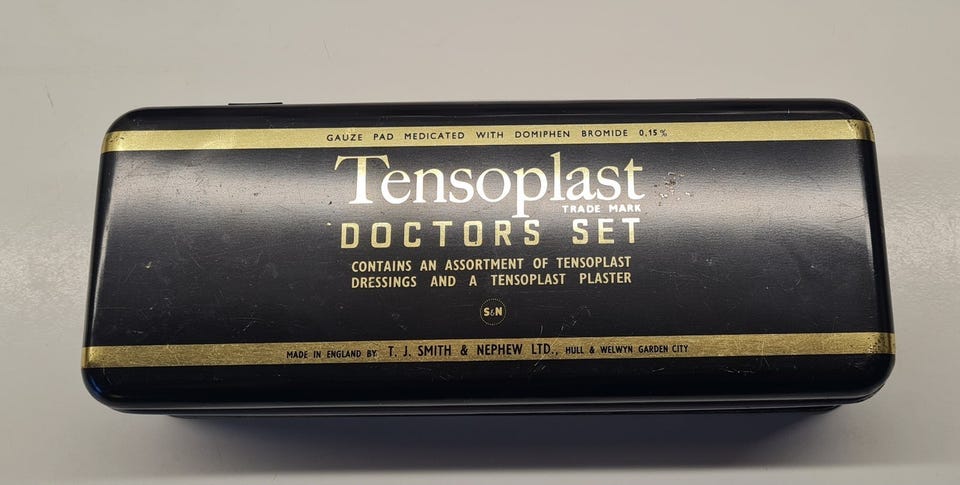 GAUZE PAD MEDICATED WITH DOMIPHEN BROMIDE 0,15%
Tensoplast
TRADE MARK
DOCTORS SET
CONTAINS AN ASSORTMENT OF TENSOPLAST
DRESSINGS AND A TENSOPLAST PLASTER
S&N
MADE IN ENGLAND BY T. J. SMITH & NEPHEW LTD., HULL & WELWYN GARDEN CITY